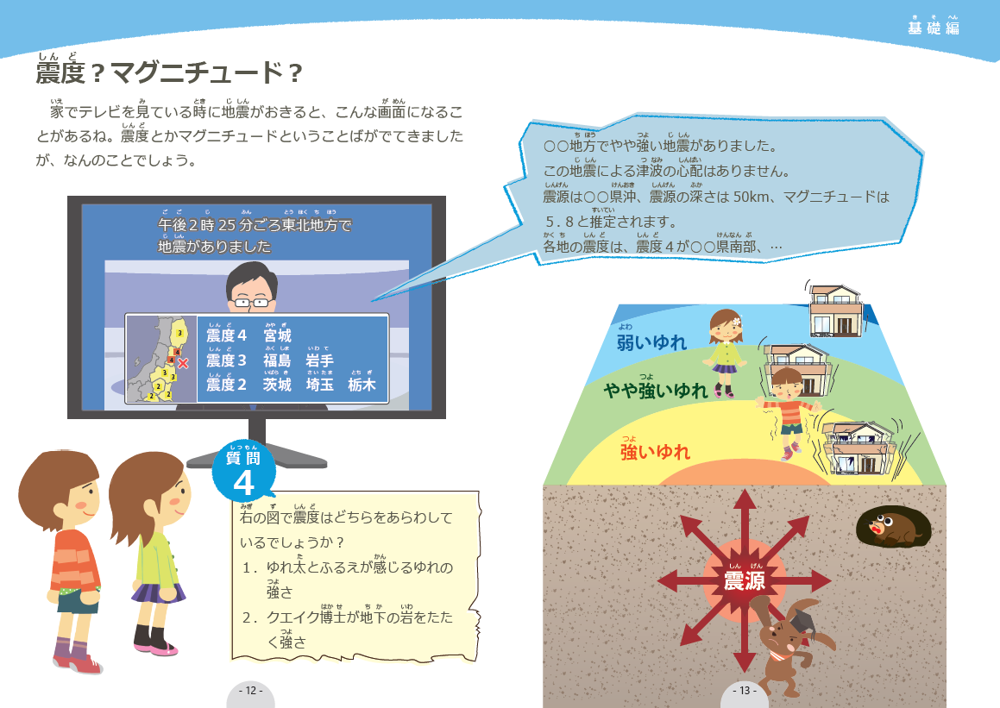 基礎編
震度？マグニチュード？
家でテレビを見ている時に地震がおきると、こんな画面になるこ
とがあるね。震度とかマグニチュードということばがでてきました
が、なんのことでしょう。
午後２時25分ごろ東北地方で
地震がありました
震度４ 宮城
震度３ 福島 岩手
震度２ 茨城 埼玉 栃木
3
4
4
3
3
2
2
2
質問
4
右の図で震度はどちらをあらわして
いるでしょうか？
１．ゆれ太とふるえが感じるゆれの
強さ
２．クエイク博士が地下の岩をたた
く強さ
- 12 -
○○地方でやや強い地震がありました。
この地震による津波の心配はありません。
震源は○○県沖、震源の深さは50km、マグニチュードは
５.８と推定されます。
各地の震度は、震度４が○○県南部、…
弱いゆれ
やや強いゆれ
強いゆれ
震源
- 13 -